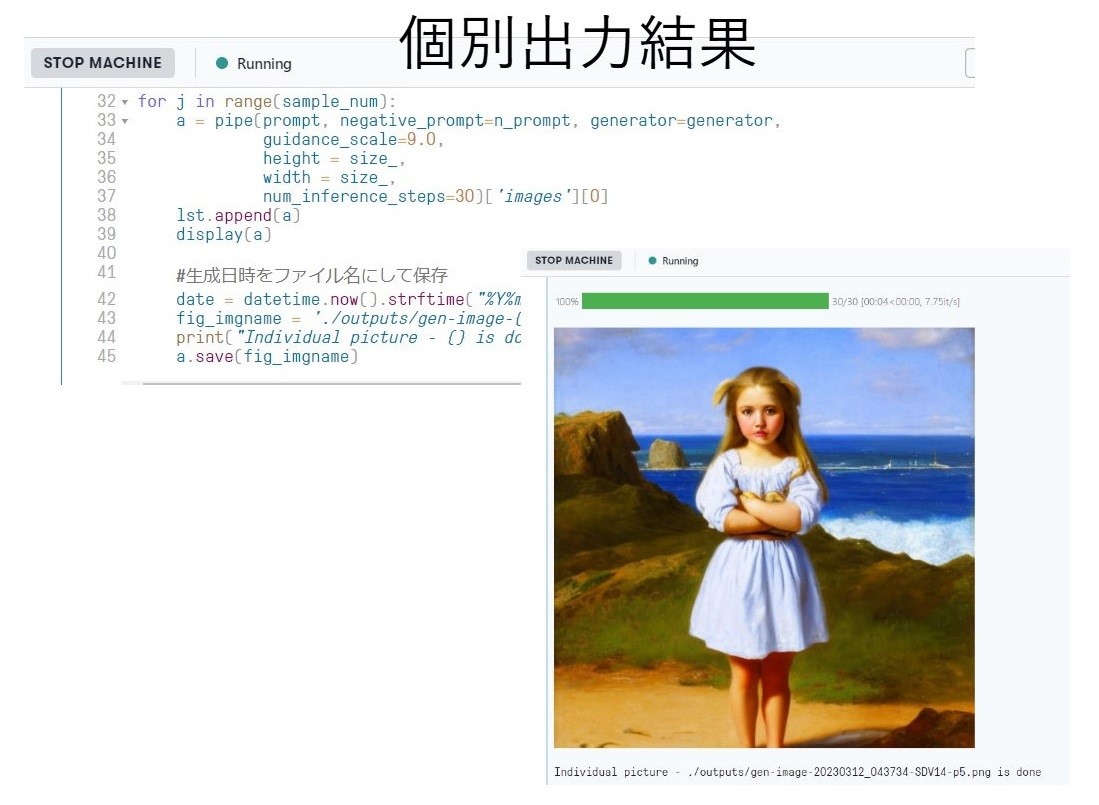 個別出力結果
STOP MACHINE Running
32 for j in range(sample_num):
33 a = pipe(prompt, negative_prompt=n_prompt, generator=generator,
34 guidance_scale=9.0,
35 height = size_,
36 width = size_,
37 num_inference_steps=30)['images'][0]
38 lst.append(a)
39 display(a)
40
41 #生成日時をファイル名にして保存
42 date = datetime.now().strftime("%Y%m
43 fig_imgname = './outputs/gen-image-{
44 print("Individual picture - {} is do
45 a.save(fig_imgname)
STOP MACHINE Running
100% 30/30 [00:04<00:00, 7.75it/s]
Individual picture - ./outputs/gen-image-20230312_043734-SDV14-p5.png is done